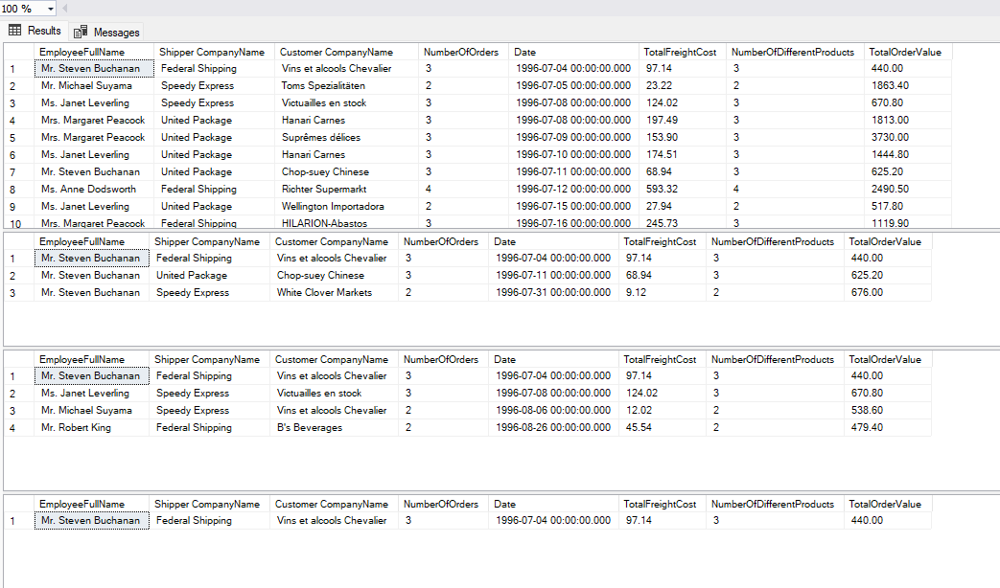 100 %
Results Messages
EmployeeFullName Shipper CompanyName Customer CompanyName NumberOfOrders Date TotalFreightCost NumberOfDifferentProducts TotalOrderValue
1 Mr. Steven Buchanan Federal Shipping Vins et alcools Chevalier 3 1996-07-04 00:00:00.000 97.14 3 440.00
2 Mr. Michael Suyama Speedy Express Toms Spezialitäten 2 1996-07-05 00:00:00.000 23.22 2 1863.40
3 Ms. Janet Leverling Speedy Express Victuailles en stock 3 1996-07-08 00:00:00.000 124.02 3 670.80
4 Mrs. Margaret Peacock United Package Hanari Carnes 3 1996-07-08 00:00:00.000 197.49 3 1813.00
5 Mrs. Margaret Peacock United Package Suprêmes délices 3 1996-07-09 00:00:00.000 153.90 3 3730.00
6 Ms. Janet Leverling United Package Hanari Carnes 3 1996-07-10 00:00:00.000 174.51 3 1444.80
7 Mr. Steven Buchanan United Package Chop-suey Chinese 3 1996-07-11 00:00:00.000 68.94 3 625.20
8 Ms. Anne Dodsworth Federal Shipping Richter Supermarkt 4 1996-07-12 00:00:00.000 593.32 4 2490.50
9 Ms. Janet Leverling United Package Wellington Importadora 2 1996-07-15 00:00:00.000 27.94 2 517.80
10 Mrs. Margaret Peacock Federal Shipping HILARION-Abastos 3 1996-07-16 00:00:00.000 245.73 3 1119.90
EmployeeFullName Shipper CompanyName Customer CompanyName NumberOfOrders Date TotalFreightCost NumberOfDifferentProducts TotalOrderValue
1 Mr. Steven Buchanan Federal Shipping Vins et alcools Chevalier 3 1996-07-04 00:00:00.000 97.14 3 440.00
2 Mr. Steven Buchanan United Package Chop-suey Chinese 3 1996-07-11 00:00:00.000 68.94 3 625.20
3 Mr. Steven Buchanan Speedy Express White Clover Markets 2 1996-07-31 00:00:00.000 9.12 2 676.00
EmployeeFullName Shipper CompanyName Customer CompanyName NumberOfOrders Date TotalFreightCost NumberOfDifferentProducts TotalOrderValue
1 Mr. Steven Buchanan Federal Shipping Vins et alcools Chevalier 3 1996-07-04 00:00:00.000 97.14 3 440.00
2 Ms. Janet Leverling Speedy Express Victuailles en stock 3 1996-07-08 00:00:00.000 124.02 3 670.80
3 Mr. Michael Suyama Speedy Express Vins et alcools Chevalier 2 1996-08-06 00:00:00.000 12.02 2 538.60
4 Mr. Robert King Federal Shipping B's Beverages 2 1996-08-26 00:00:00.000 45.54 2 479.40
EmployeeFullName Shipper CompanyName Customer CompanyName NumberOfOrders Date TotalFreightCost NumberOfDifferentProducts TotalOrderValue
1 Mr. Steven Buchanan Federal Shipping Vins et alcools Chevalier 3 1996-07-04 00:00:00.000 97.14 3 440.00